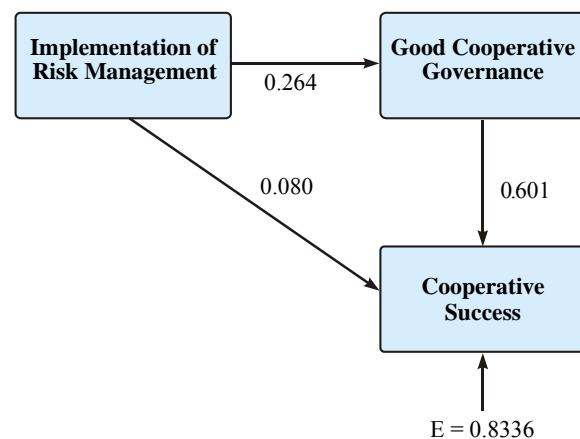 Implementation of
Risk Management
Good Cooperative
Governance
0.264
0.080
0.601
Cooperative
Success
E = 0.8336